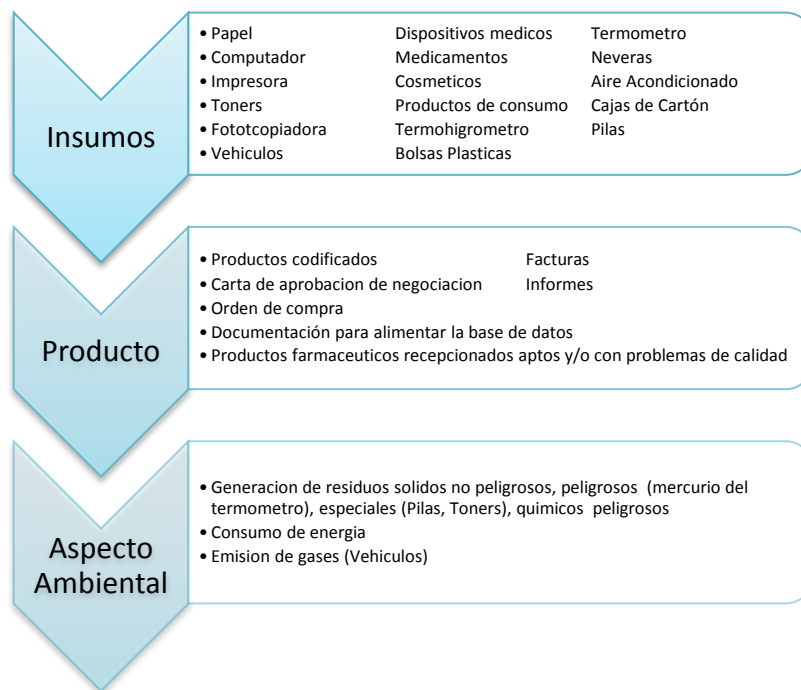 Insumos
• Papel Dispositivos medicos Termometro
• Computador Medicamentos Neveras
• Impresora Cosmeticos Aire Acondicionado
• Toners Productos de consumo Cajas de Cartón
• Fototcopiadora Termohigrometro Pilas
• Vehiculos Bolsas Plasticas
Producto
• Productos codificados Facturas
• Carta de aprobacion de negociacion Informes
• Orden de compra
• Documentación para alimentar la base de datos
• Productos farmaceuticos recepcionados aptos y/o con problemas de calidad
Aspecto
Ambiental
• Generacion de residuos solidos no peligrosos, peligrosos (mercurio del
termometro), especiales (Pilas, Toners), quimicos peligrosos
• Consumo de energia
• Emision de gases (Vehiculos)